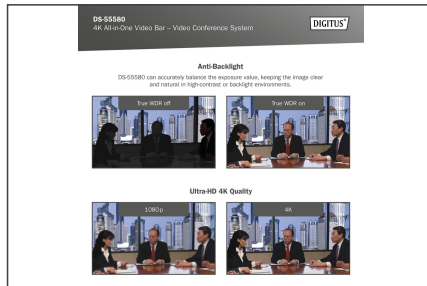 DS-55580
4K All-in-One Video Bar – Video Conference System
DIGITUS®
Anti-Backlight
DS-55580 can accurately balance the exposure value, keeping the image clear
and natural in high-contrast or backlight environments.
True WDR off
True WDR on
Ultra-HD 4K Quality
1080p
4K